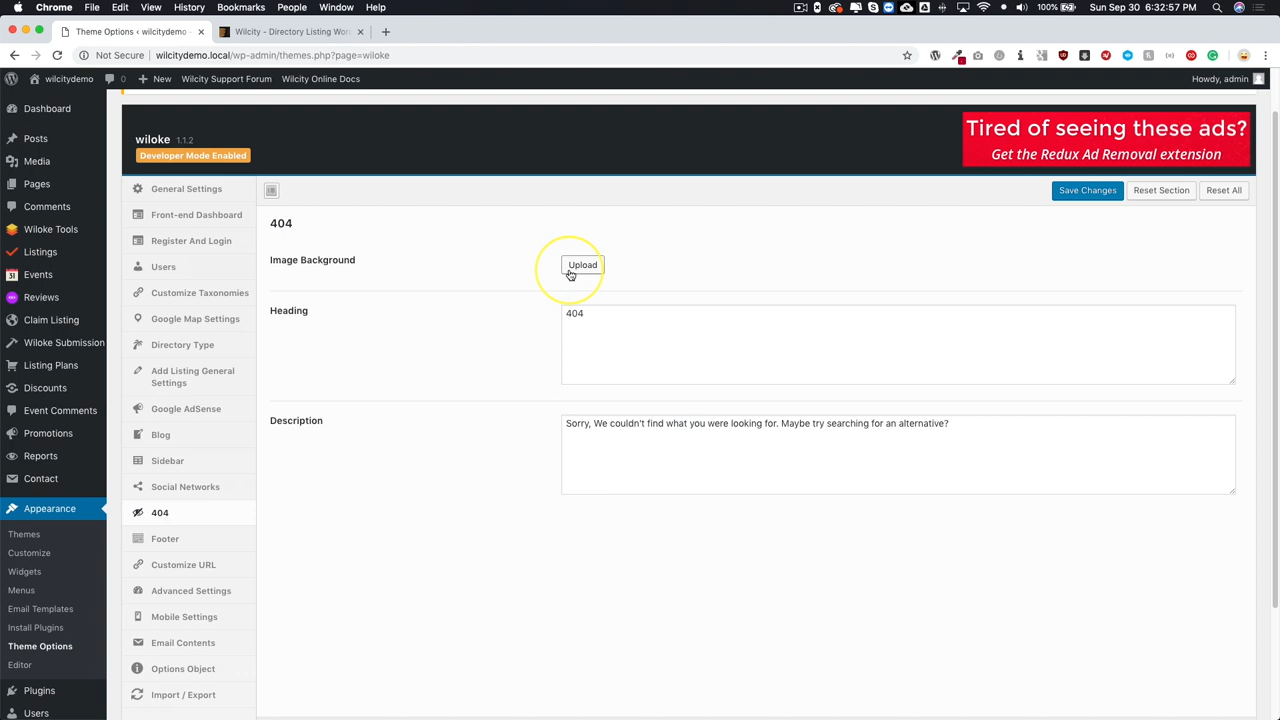 Chrome File Edit View History Bookmarks People Window Help 100% Sun Sep 30 6:32:57 PM
Theme Options ‹ wilcitydemo – Wilcity - Directory Listing Wor
Not Secure wilcitydemo.local/wp-admin/themes.php?page=wiloke
wilcitydemo 0 New Wilcity Support Forum Wilcity Online Docs Howdy, admin
Dashboard
Posts
Media
Pages
Comments
Wiloke Tools
Listings
Events
Reviews
Claim Listing
Wiloke Submission
Listing Plans
Discounts
Event Comments
Promotions
Reports
Contact
Appearance
Themes
Customize
Widgets
Menus
Email Templates
Install Plugins
Theme Options
Editor
Plugins
Users
wiloke 1.1.2
Developer Mode Enabled
Tired of seeing these ads?
Get the Redux Ad Removal extension
General Settings
Front-end Dashboard
Register And Login
Users
Customize Taxonomies
Google Map Settings
Directory Type
Add Listing General
Settings
Google AdSense
Blog
Sidebar
Social Networks
404
Footer
Customize URL
Advanced Settings
Mobile Settings
Email Contents
Options Object
Import / Export
Save Changes Reset Section Reset All
404
Image Background Upload
Heading 404
Description Sorry, We couldn't find what you were looking for. Maybe try searching for an alternative?